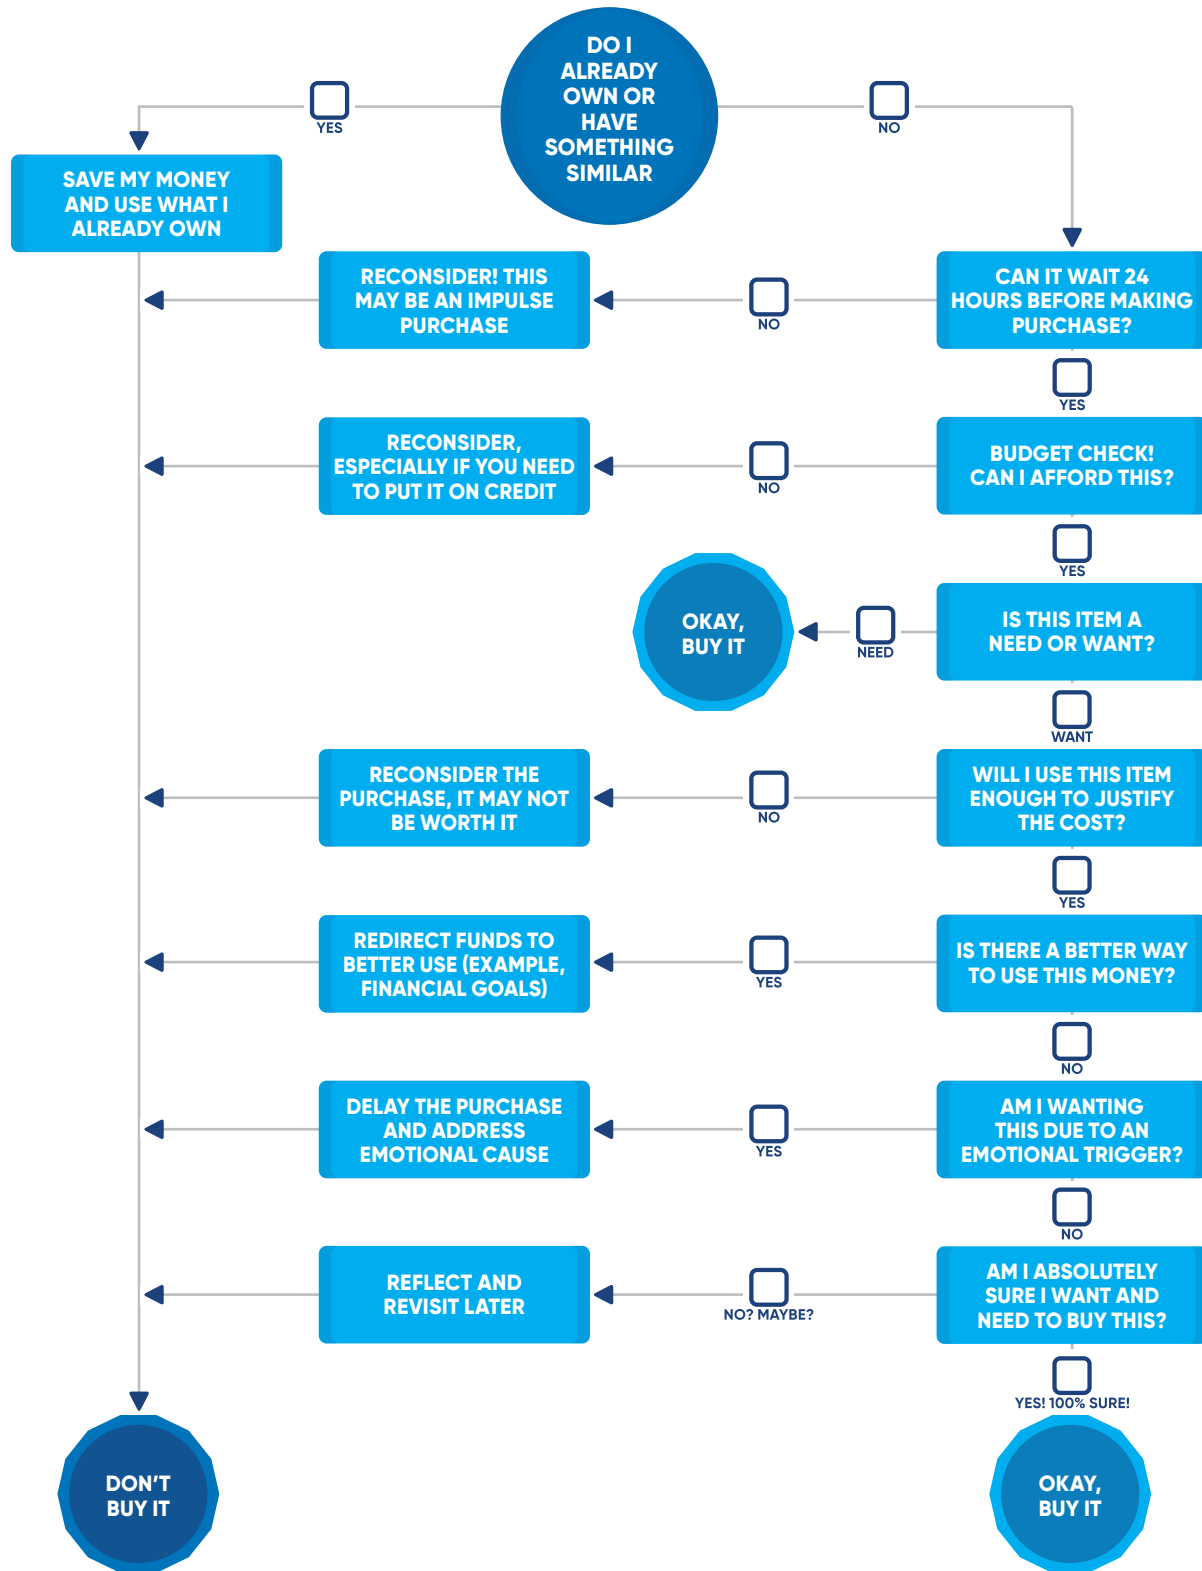 DO I
ALREADY
OWN OR
HAVE
SOMETHING
SIMILAR
YES
NO
SAVE MY MONEY
AND USE WHAT I
ALREADY OWN
RECONSIDER! THIS
MAY BE AN IMPULSE
PURCHASE
NO
CAN IT WAIT 24
HOURS BEFORE MAKING
PURCHASE?
YES
RECONSIDER,
ESPECIALLY IF YOU NEED
TO PUT IT ON CREDIT
NO
BUDGET CHECK!
CAN I AFFORD THIS?
YES
OKAY,
BUY IT
NEED
IS THIS ITEM A
NEED OR WANT?
WANT
RECONSIDER THE
PURCHASE, IT MAY NOT
BE WORTH IT
NO
WILL I USE THIS ITEM
ENOUGH TO JUSTIFY
THE COST?
YES
REDIRECT FUNDS TO
BETTER USE (EXAMPLE,
FINANCIAL GOALS)
YES
IS THERE A BETTER WAY
TO USE THIS MONEY?
NO
DELAY THE PURCHASE
AND ADDRESS
EMOTIONAL CAUSE
YES
AM I WANTING
THIS DUE TO AN
EMOTIONAL TRIGGER?
NO
REFLECT AND
REVISIT LATER
NO? MAYBE?
AM I ABSOLUTELY
SURE I WANT AND
NEED TO BUY THIS?
YES! 100% SURE!
DON'T
BUY IT
OKAY,
BUY IT